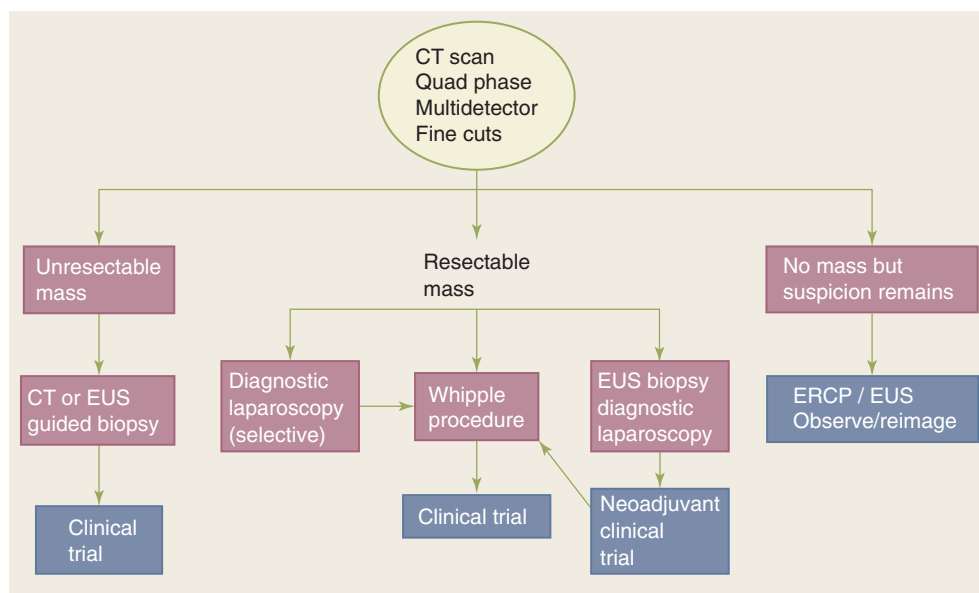 CT scan
Quad phase
Multidetector
Fine cuts
Unresectable
mass
Resectable
mass
No mass but
suspicion remains
CT or EUS
guided biopsy
Diagnostic
laparoscopy
(selective)
Whipple
procedure
EUS biopsy
diagnostic
laparoscopy
ERCP / EUS
Observe/reimage
Clinical
trial
Clinical trial
Neoadjuvant
clinical
trial